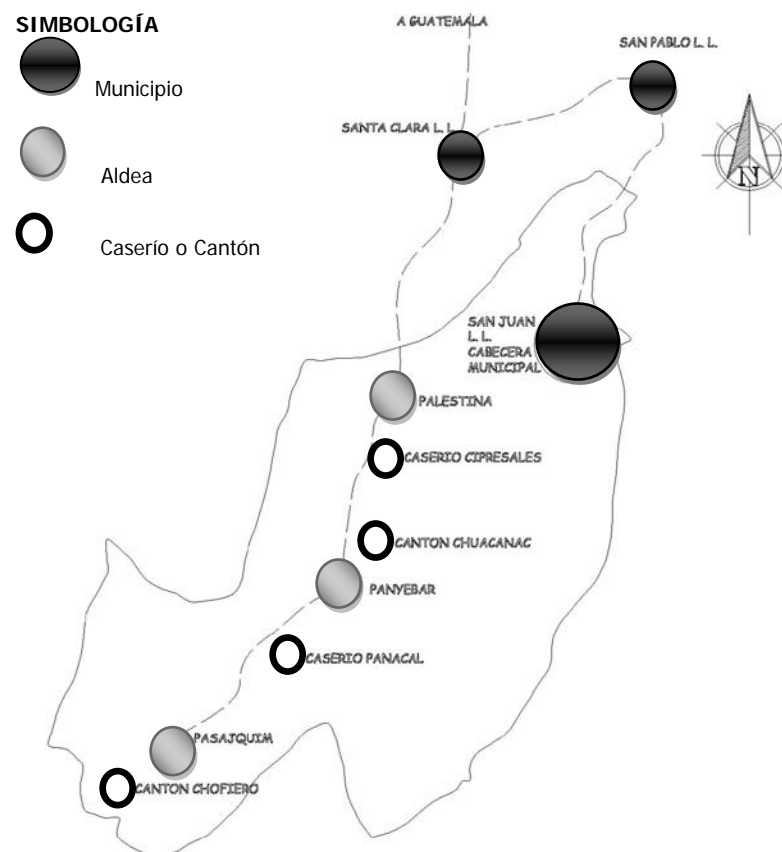 SIMBOLOGÍA
Municipio
Aldea
Caserío o Cantón
A GUATEMALA
SAN PABLO L. L.
SANTA CLARA L. L.
N
SAN JUAN
L. L.
CABECERA
MUNICIPAL
PALESTINA
CASERIO CIPRESALES
CANTON CHUACANAC
PANYEBAR
CASERIO PANACAL
PASAJQUIM
CANTON CHOFIERO